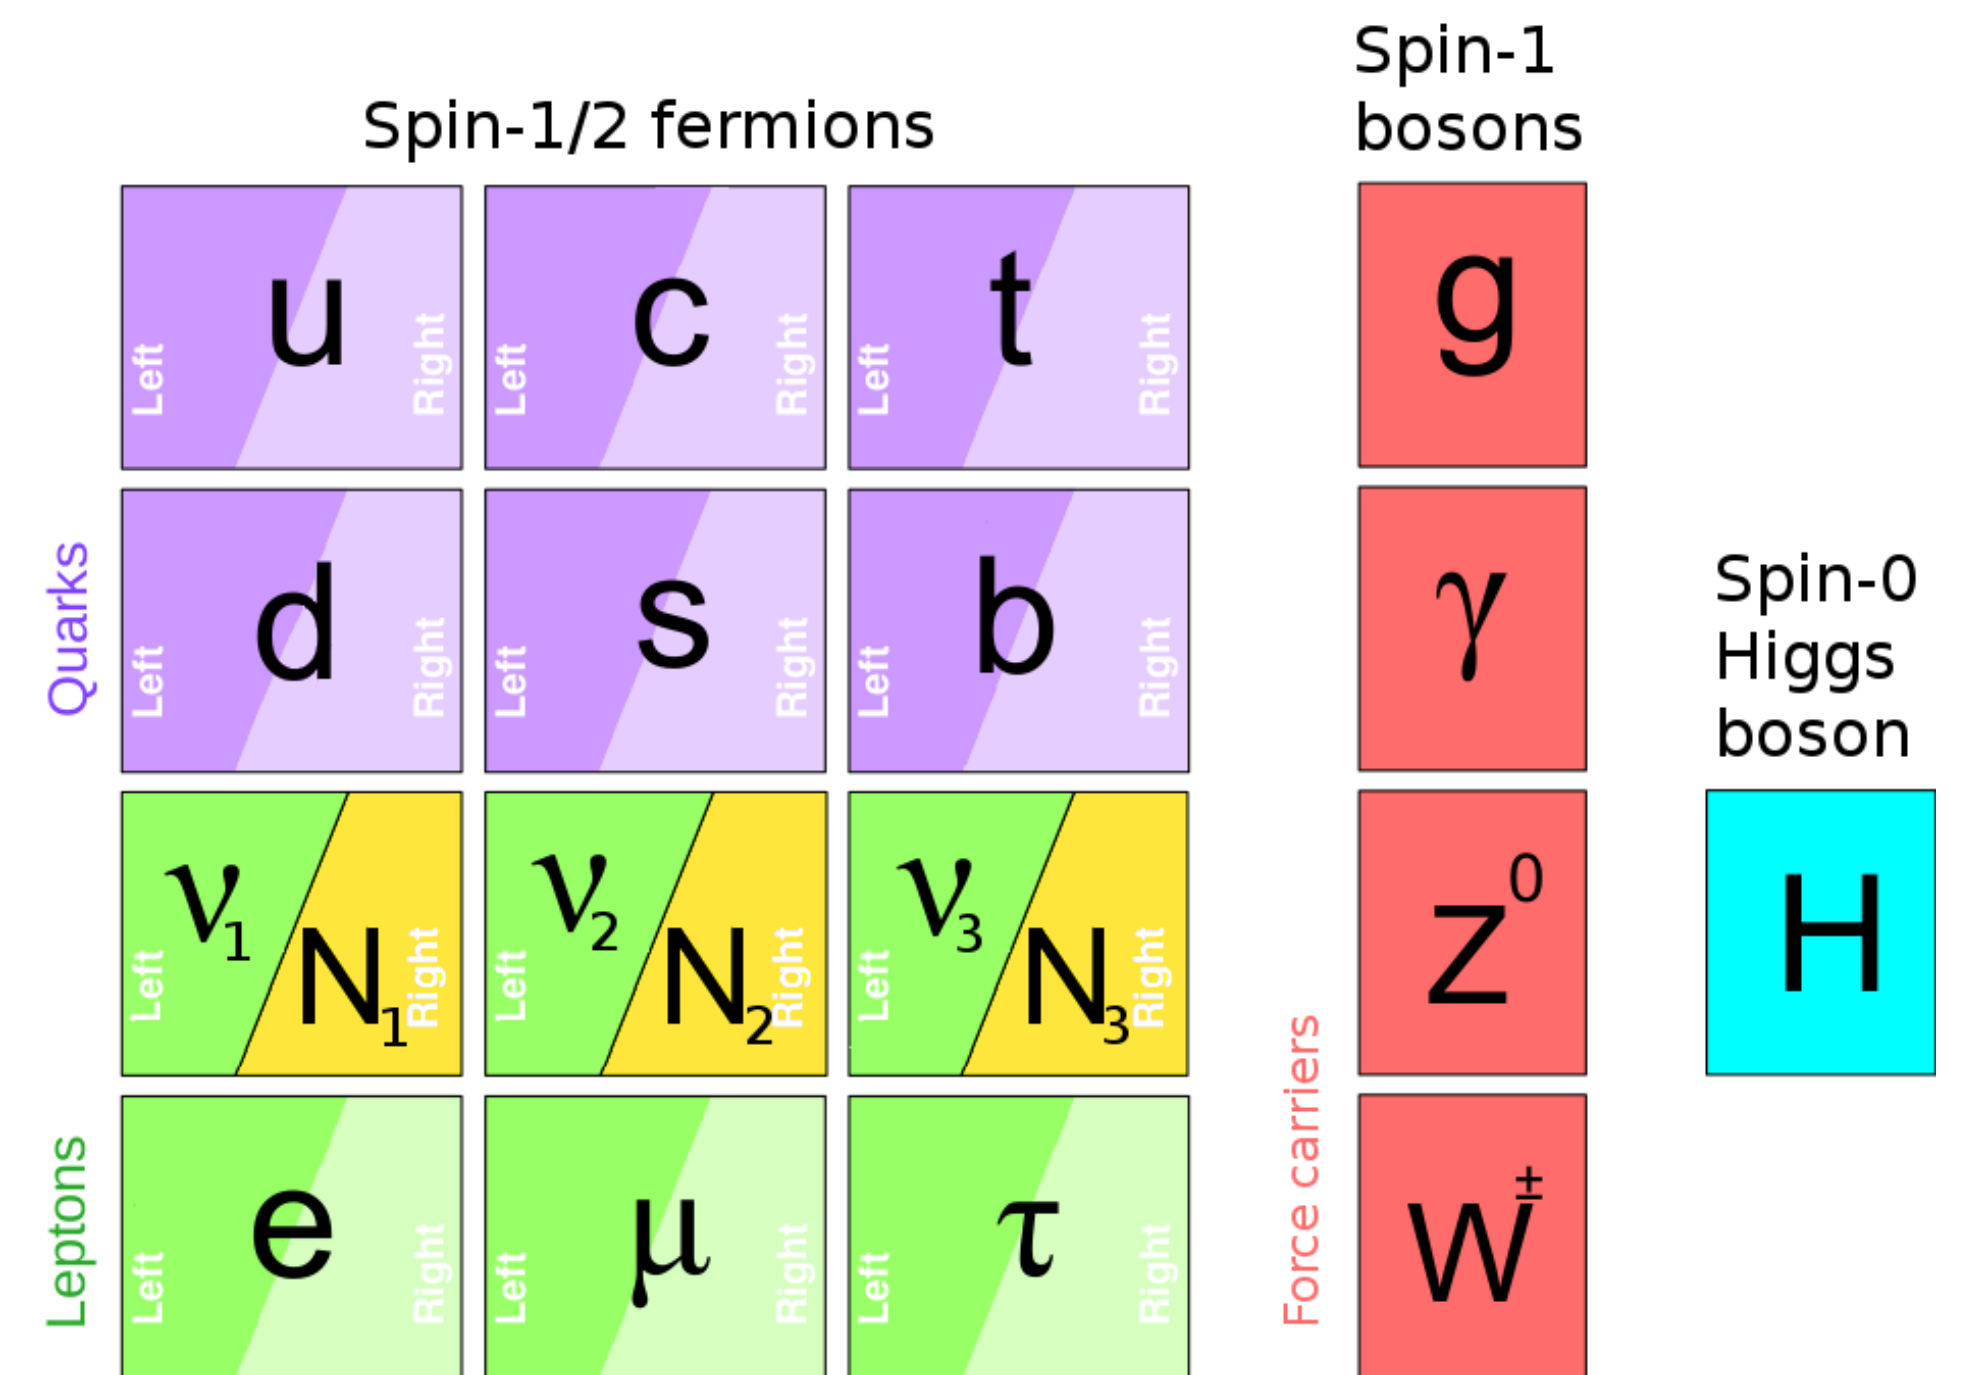 Spin-1/2 fermions
Spin-1
bosons
Quarks
u
Left
Right
c
Left
Right
t
Left
Right
g
d
Left
Right
s
Left
Right
b
Left
Right
γ
Spin-0
Higgs
boson
Leptons
ν1
Left
N1
Right
ν2
Left
N2
Right
ν3
Left
N3
Right
Force carriers
Z0
H
e
Left
Right
μ
Left
Right
τ
Left
Right
W±